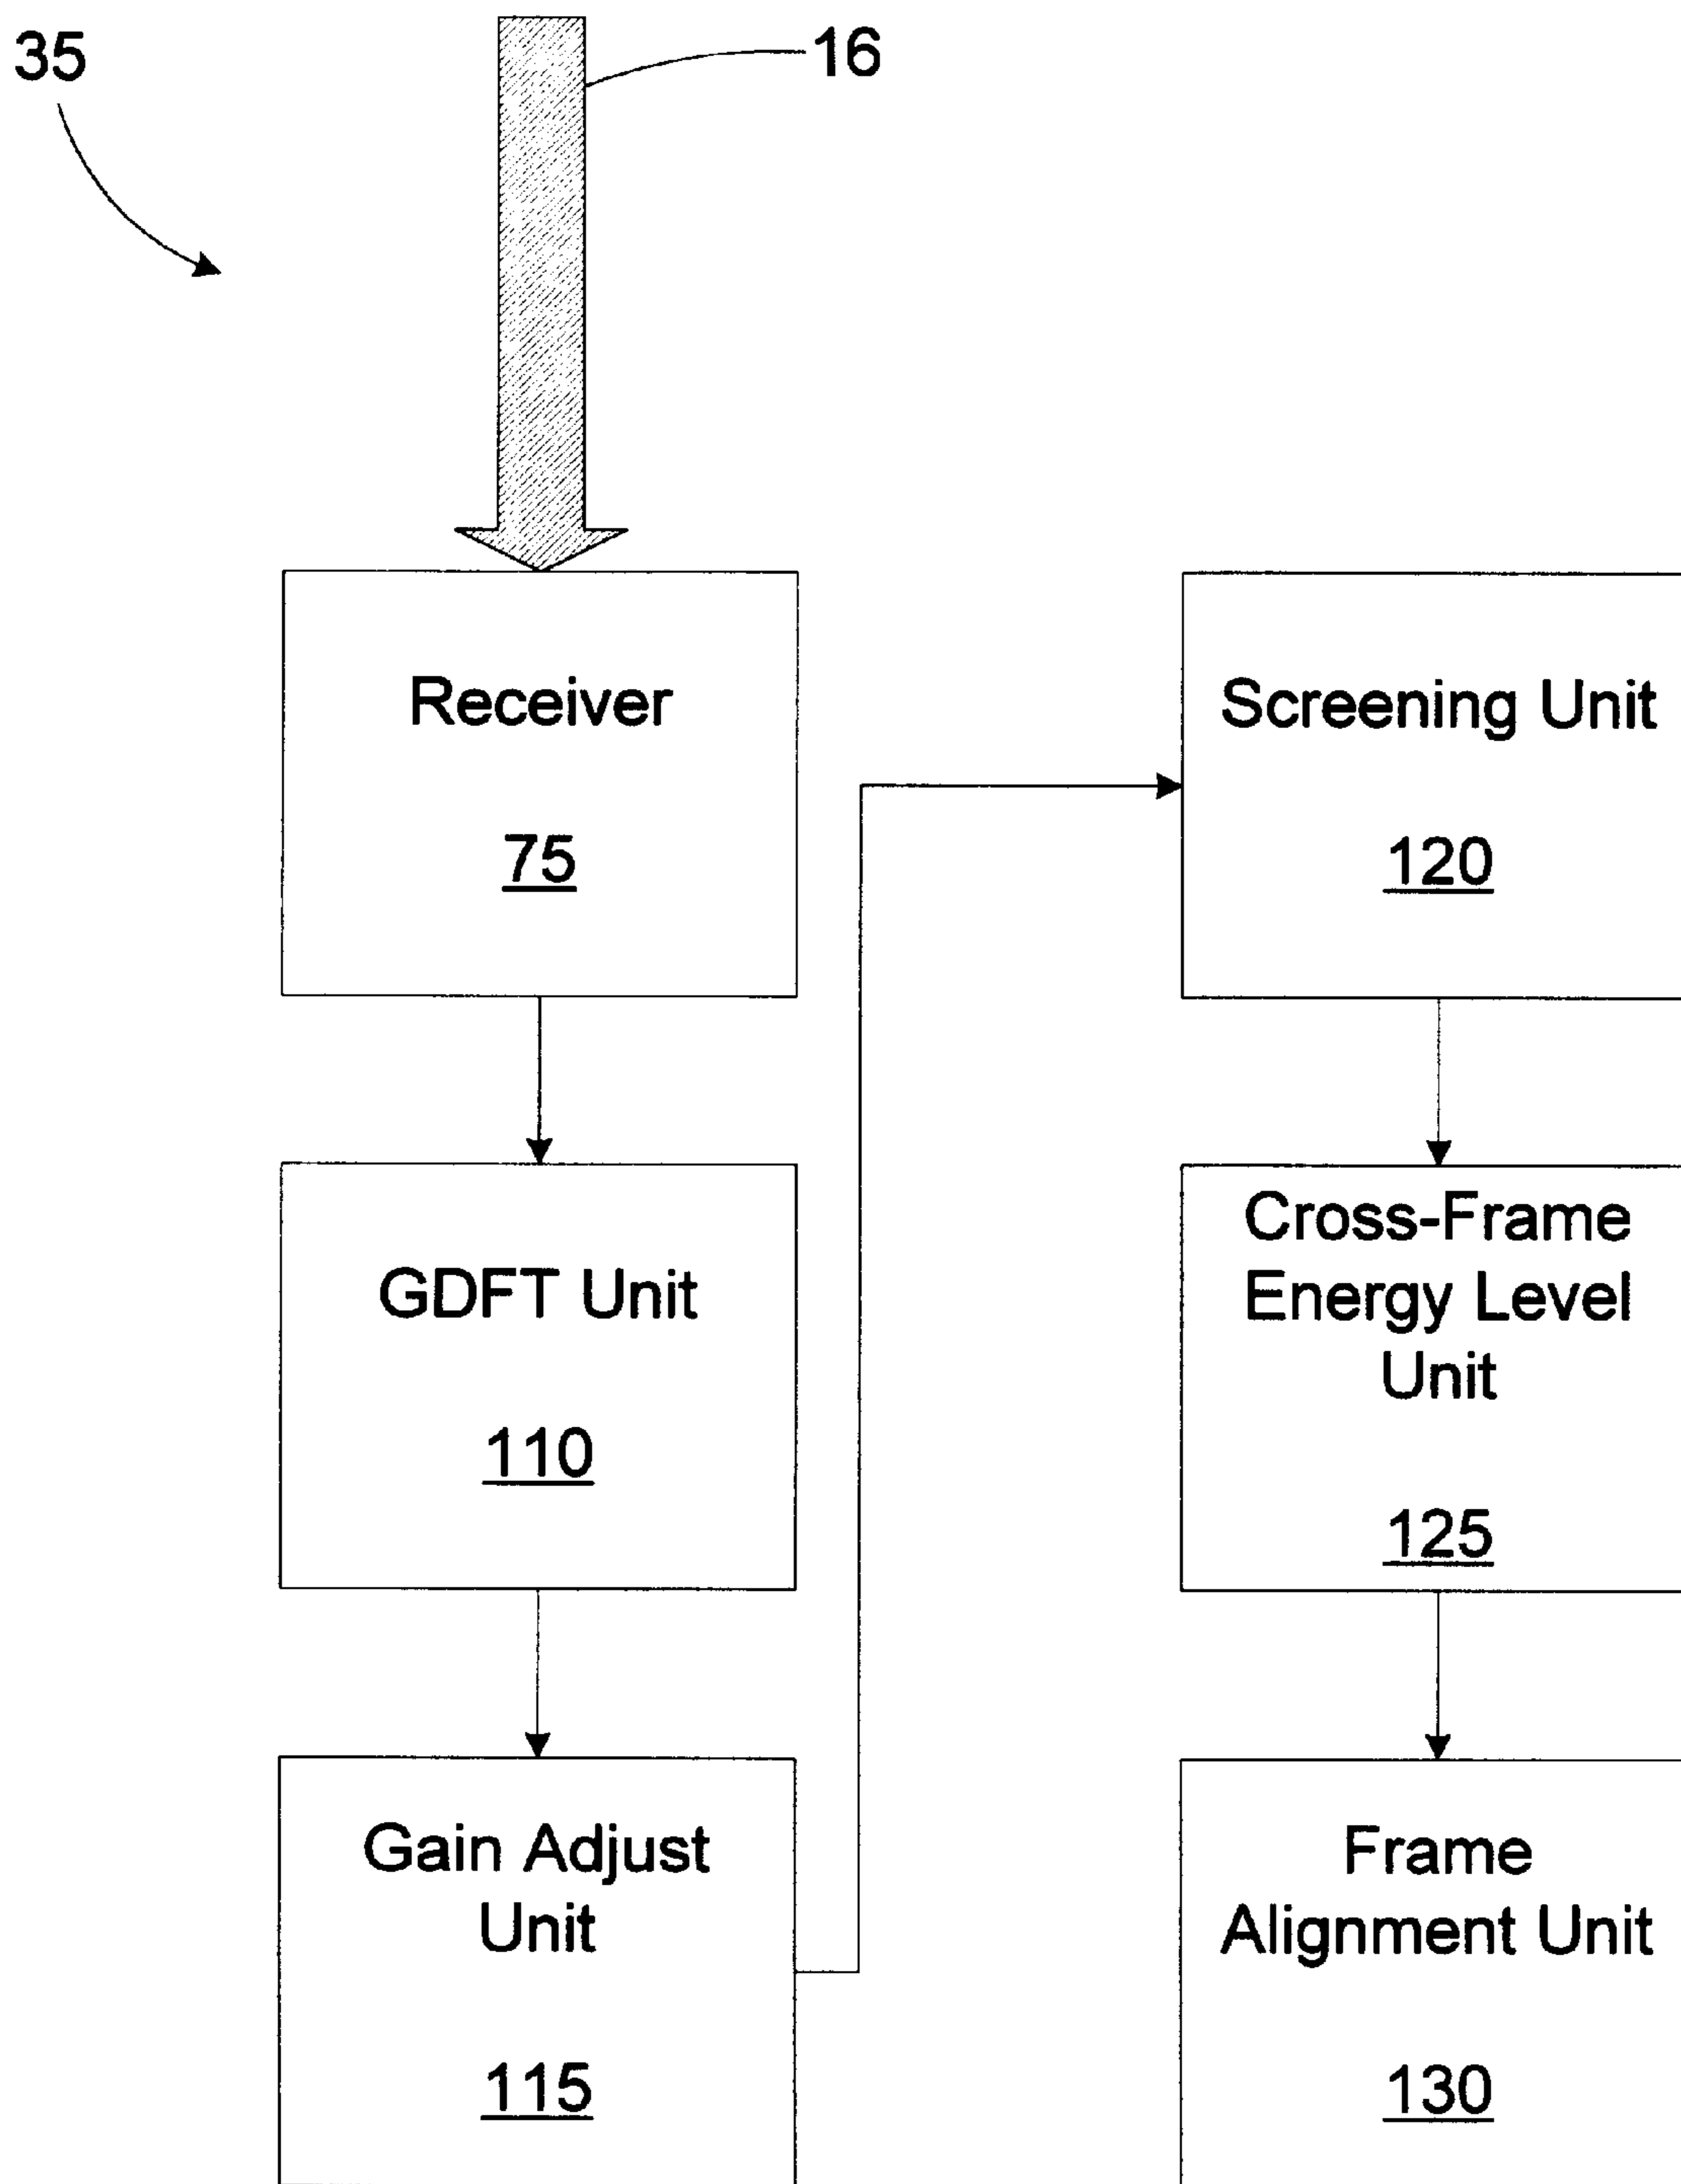 35
16
Receiver
75
GDFT Unit
110
Gain Adjust
Unit
115
Screening Unit
120
Cross-Frame
Energy Level
Unit
125
Frame
Alignment Unit
130